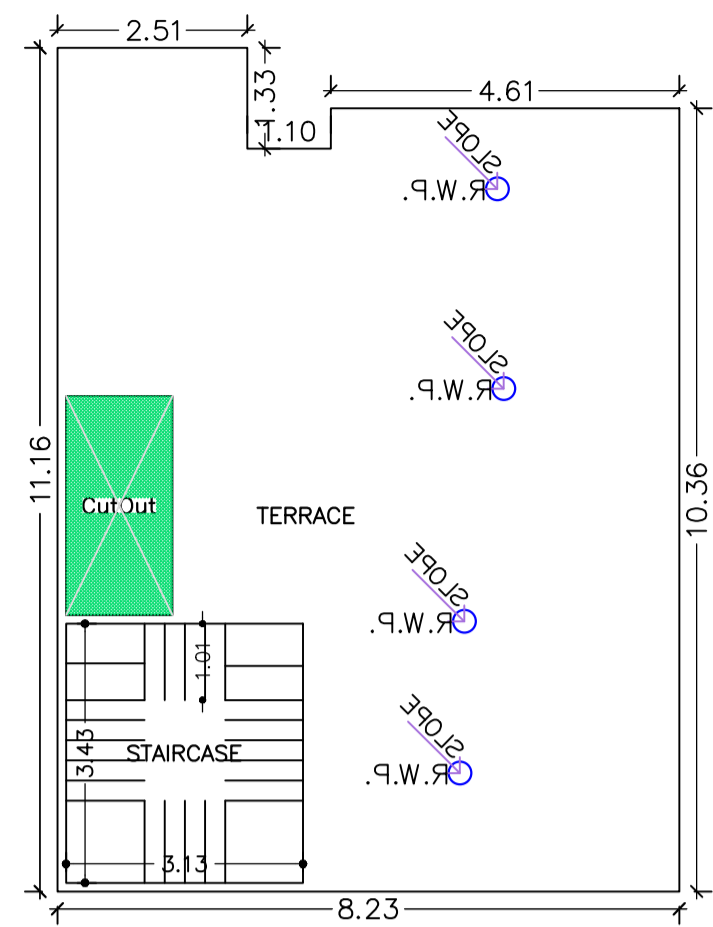 2.51
1.33
4.61
1.10
SLOPE
R.W.P.
SLOPE
R.W.P.
11.16
10.36
CutOut
TERRACE
SLOPE
R.W.P.
1.01
SLOPE
3.43
STAIRCASE
R.W.P.
3.13
8.23